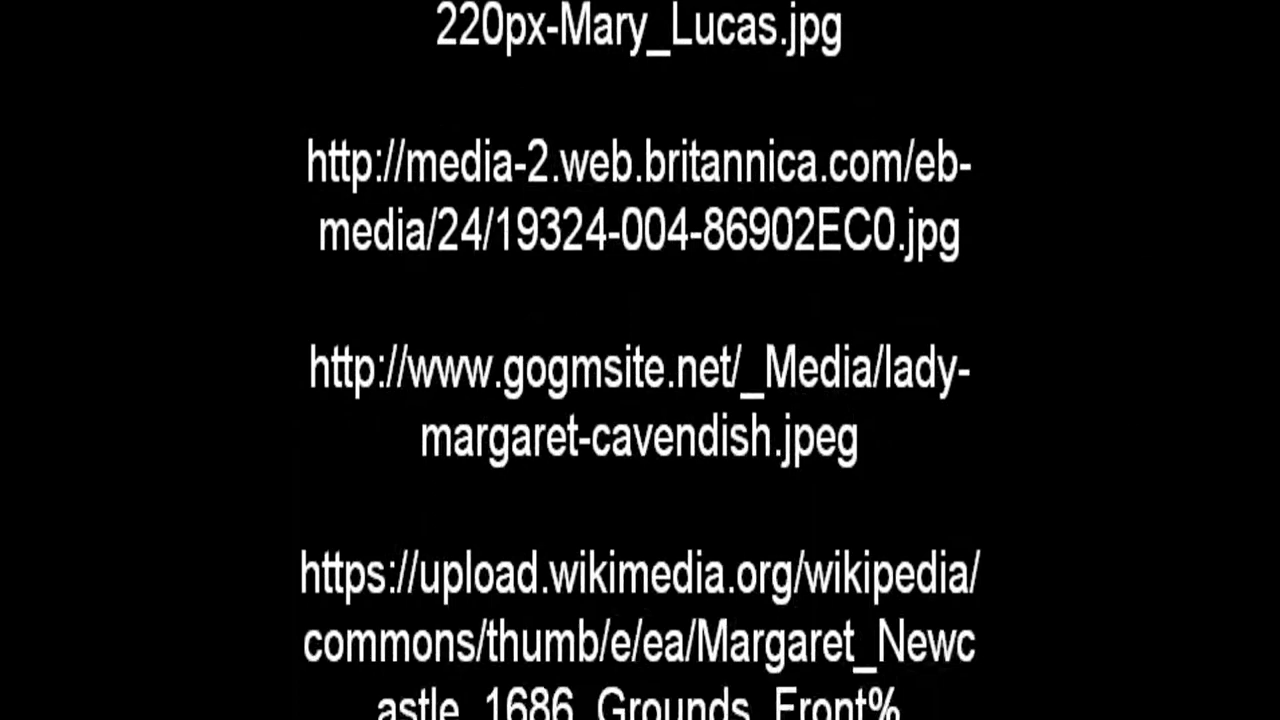 220px-Mary_Lucas.jpg
http://media-2.web.britannica.com/eb-
media/24/19324-004-86902EC0.jpg
http://www.gogmsite.net/_Media/lady-
margaret-cavendish.jpeg
https://upload.wikimedia.org/wikipedia/
commons/thumb/e/ea/Margaret_Newc
astle_1686_Grounds_Front%